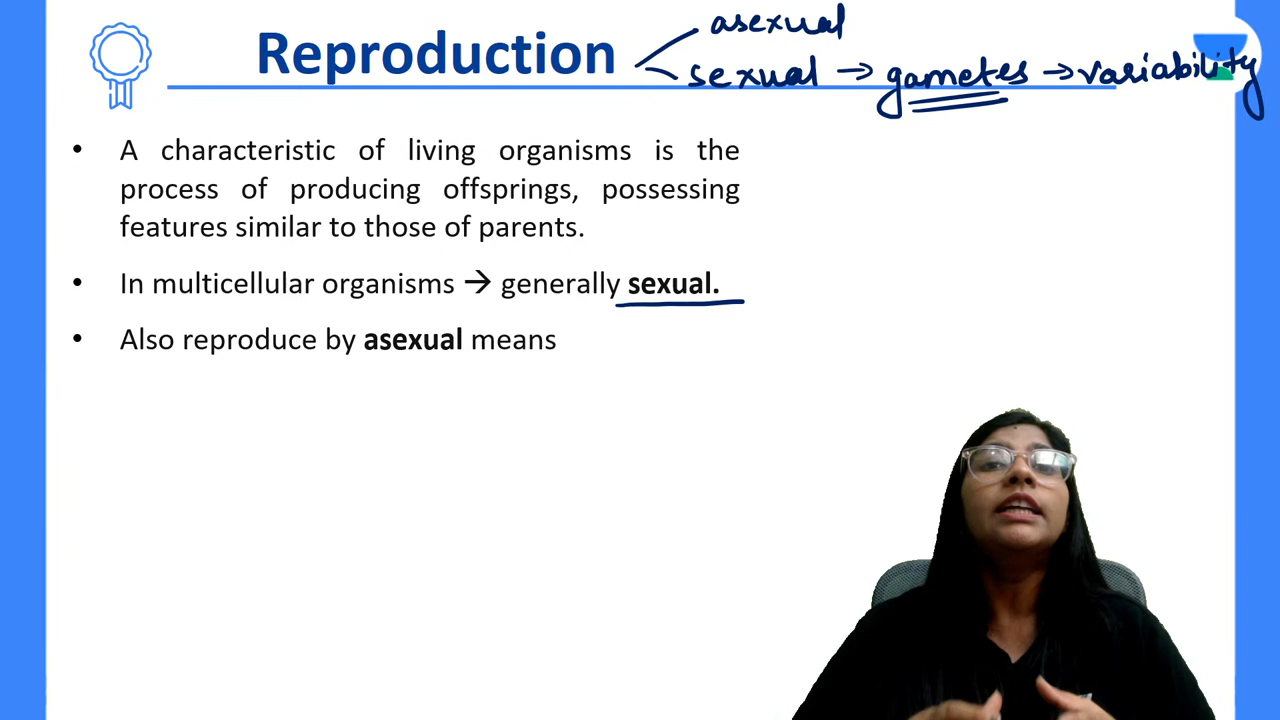 asexual
Reproduction
sexual → gametes → variability
• A characteristic of living organisms is the
process of producing offsprings, possessing
features similar to those of parents.
• In multicellular organisms → generally sexual.
• Also reproduce by asexual means